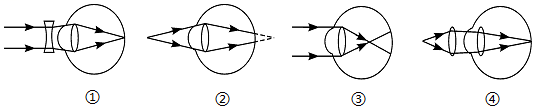 ① ② ③ ④